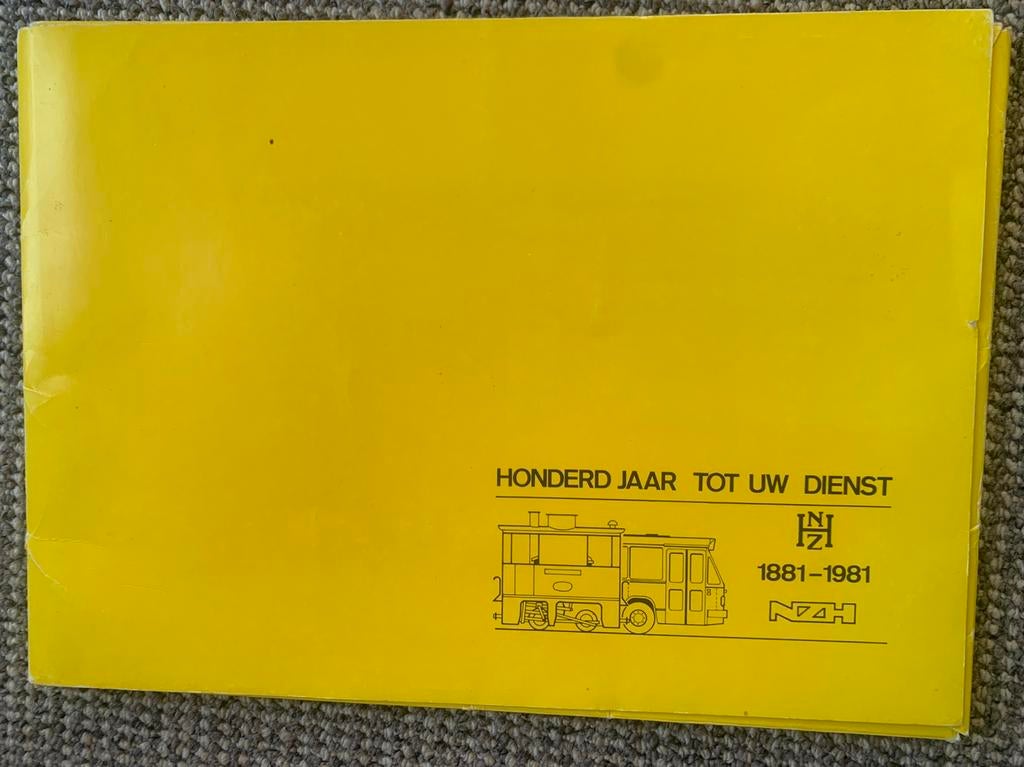 HONDERD JAAR TOT UW DIENST
NZH
1881-1981
NZH